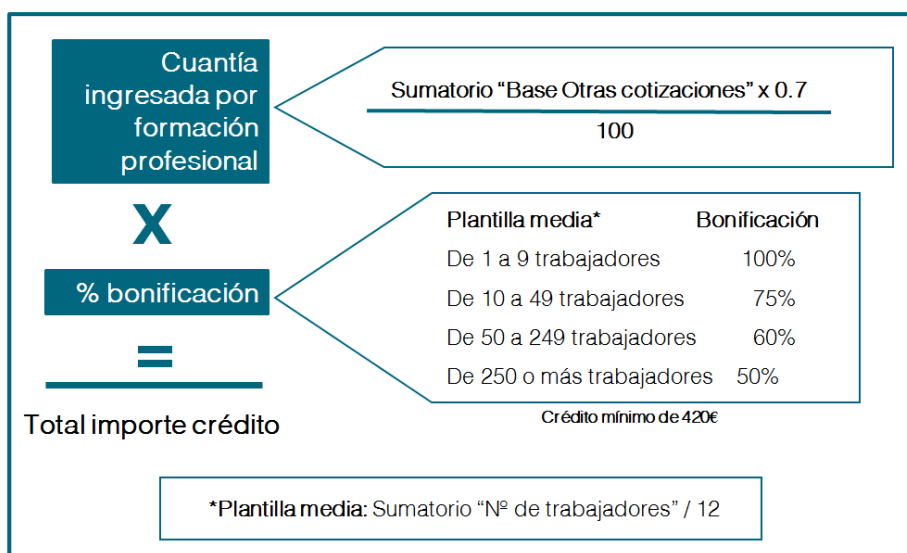 Cuantía
ingresada por
formación
profesional
Sumatorio “Base Otras cotizaciones” x 0.7
100
X
% bonificación
Plantilla media* Bonificación
De 1 a 9 trabajadores 100%
De 10 a 49 trabajadores 75%
De 50 a 249 trabajadores 60%
De 250 o más trabajadores 50%
=
Total importe crédito
Crédito mínimo de 420€
*Plantilla media: Sumatorio “Nº de trabajadores” / 12